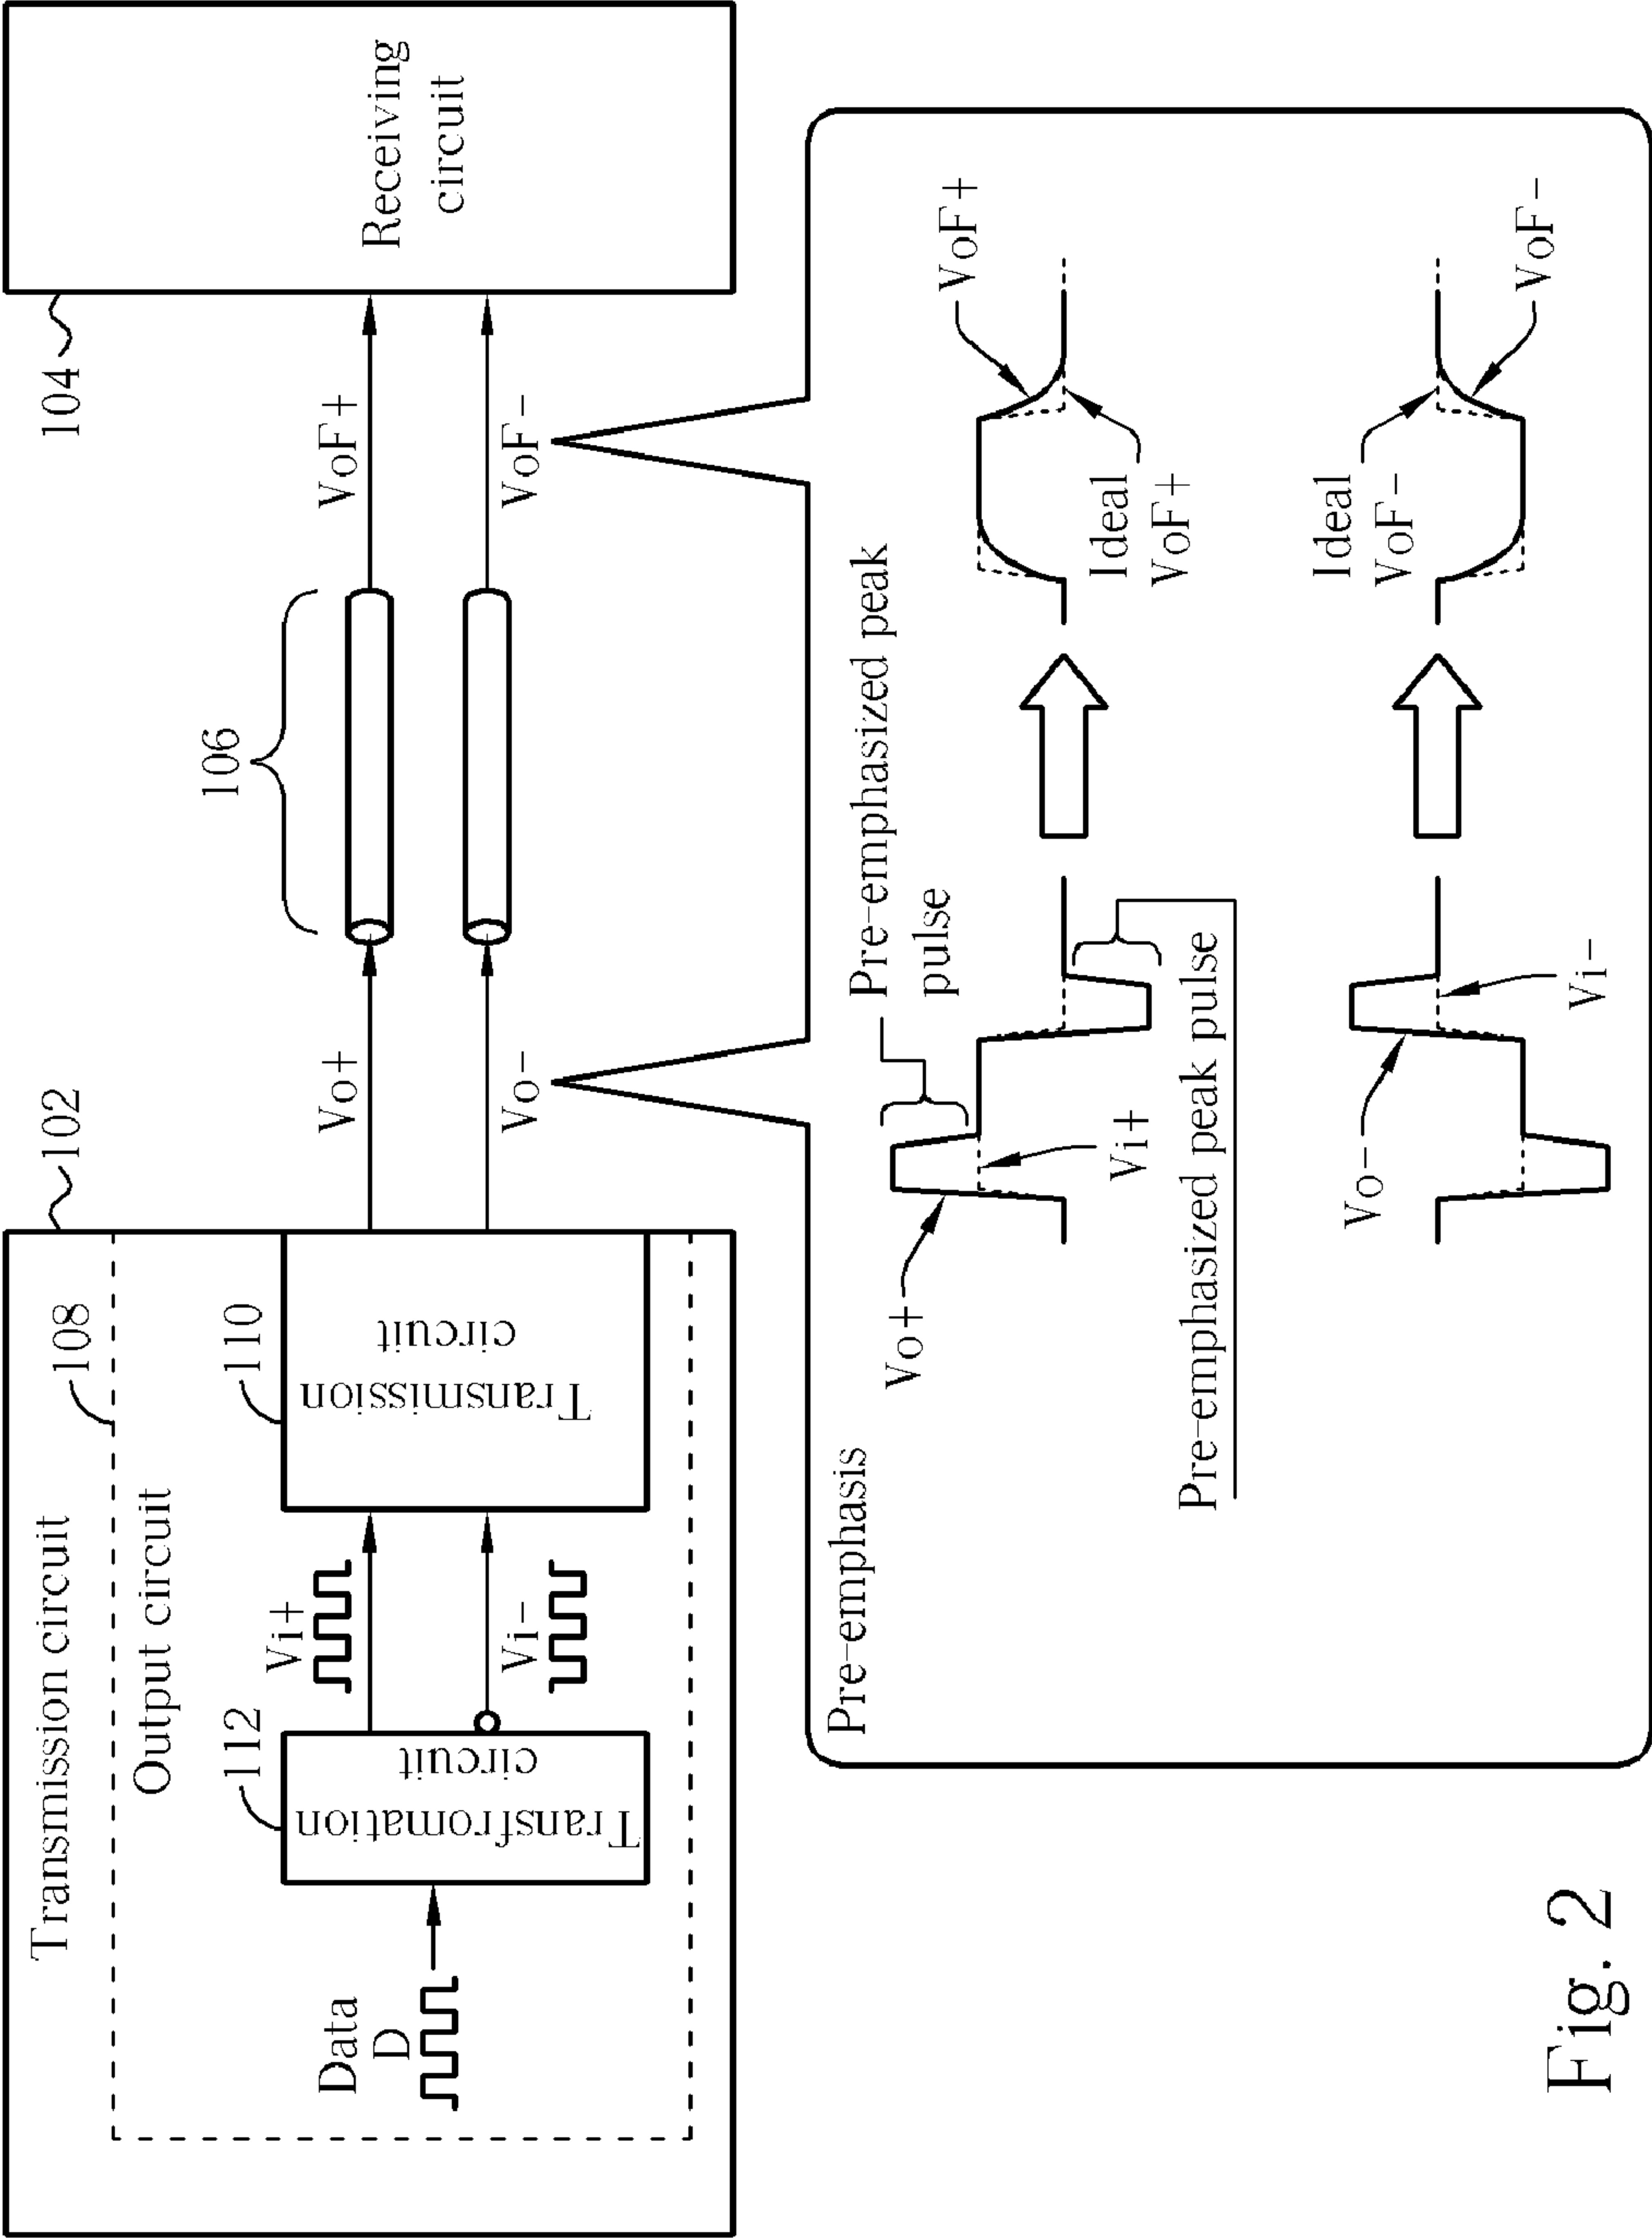 Transmission circuit
108
102
104
Output circuit
112
110
106
Data
D
Vi+
Vi-
Transfromation
circuit
Transmission
circuit
Vo+
Vo-
VoF+
VoF-
Receiving
circuit
Pre-emphasis
Vo+
Pre-emphasized peak
pulse
VoF+
Vi+
Ideal
VoF+
Pre-emphasized peak pulse
Vo-
Vi-
Ideal
VoF-
VoF-
Fig. 2